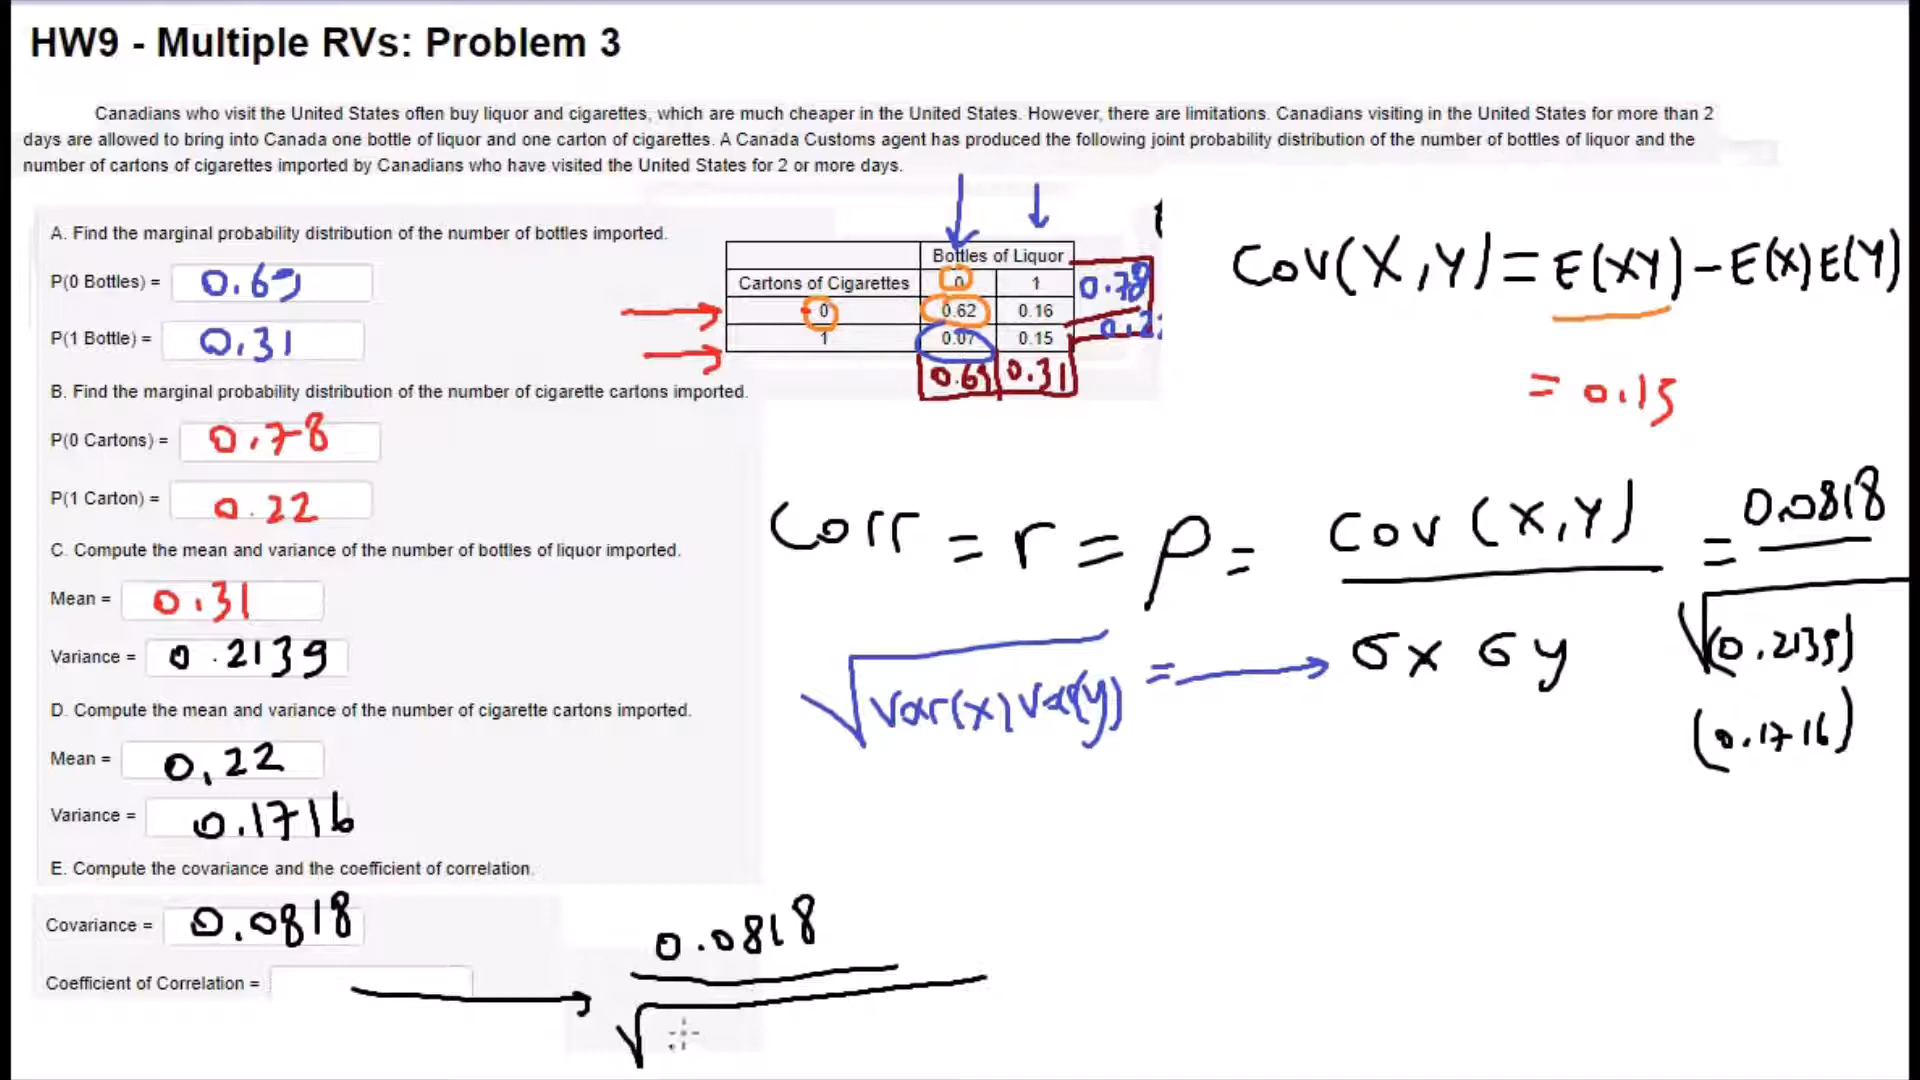 HW9 - Multiple RVs: Problem 3
Canadians who visit the United States often buy liquor and cigarettes, which are much cheaper in the United States. However, there are limitations. Canadians visiting in the United States for more than 2
days are allowed to bring into Canada one bottle of liquor and one carton of cigarettes. A Canada Customs agent has produced the following joint probability distribution of the number of bottles of liquor and the
number of cartons of cigarettes imported by Canadians who have visited the United States for 2 or more days.
A. Find the marginal probability distribution of the number of bottles imported.
P(0 Bottles) = 0.69
P(1 Bottle) = 0.31
B. Find the marginal probability distribution of the number of cigarette cartons imported.
P(0 Cartons) = 0.78
P(1 Carton) = 0.22
C. Compute the mean and variance of the number of bottles of liquor imported.
Mean = 0.31
Variance = 0.2139
D. Compute the mean and variance of the number of cigarette cartons imported.
Mean = 0.22
Variance = 0.1716
E. Compute the covariance and the coefficient of correlation.
Covariance = 0.0818
Coefficient of Correlation =
0.0818
√
Bottles of Liquor
Cartons of Cigarettes 0 1 0.78
0 0.62 0.16
1 0.07 0.15
0.69 0.31
Cov(X,Y) = E(XY) - E(X)E(Y)
= 0.15
Corr = r = ρ = Cov(X,Y) = 0.0818
√Var(x)Var(y) = σx σy √(0.2139)
(0.1716)